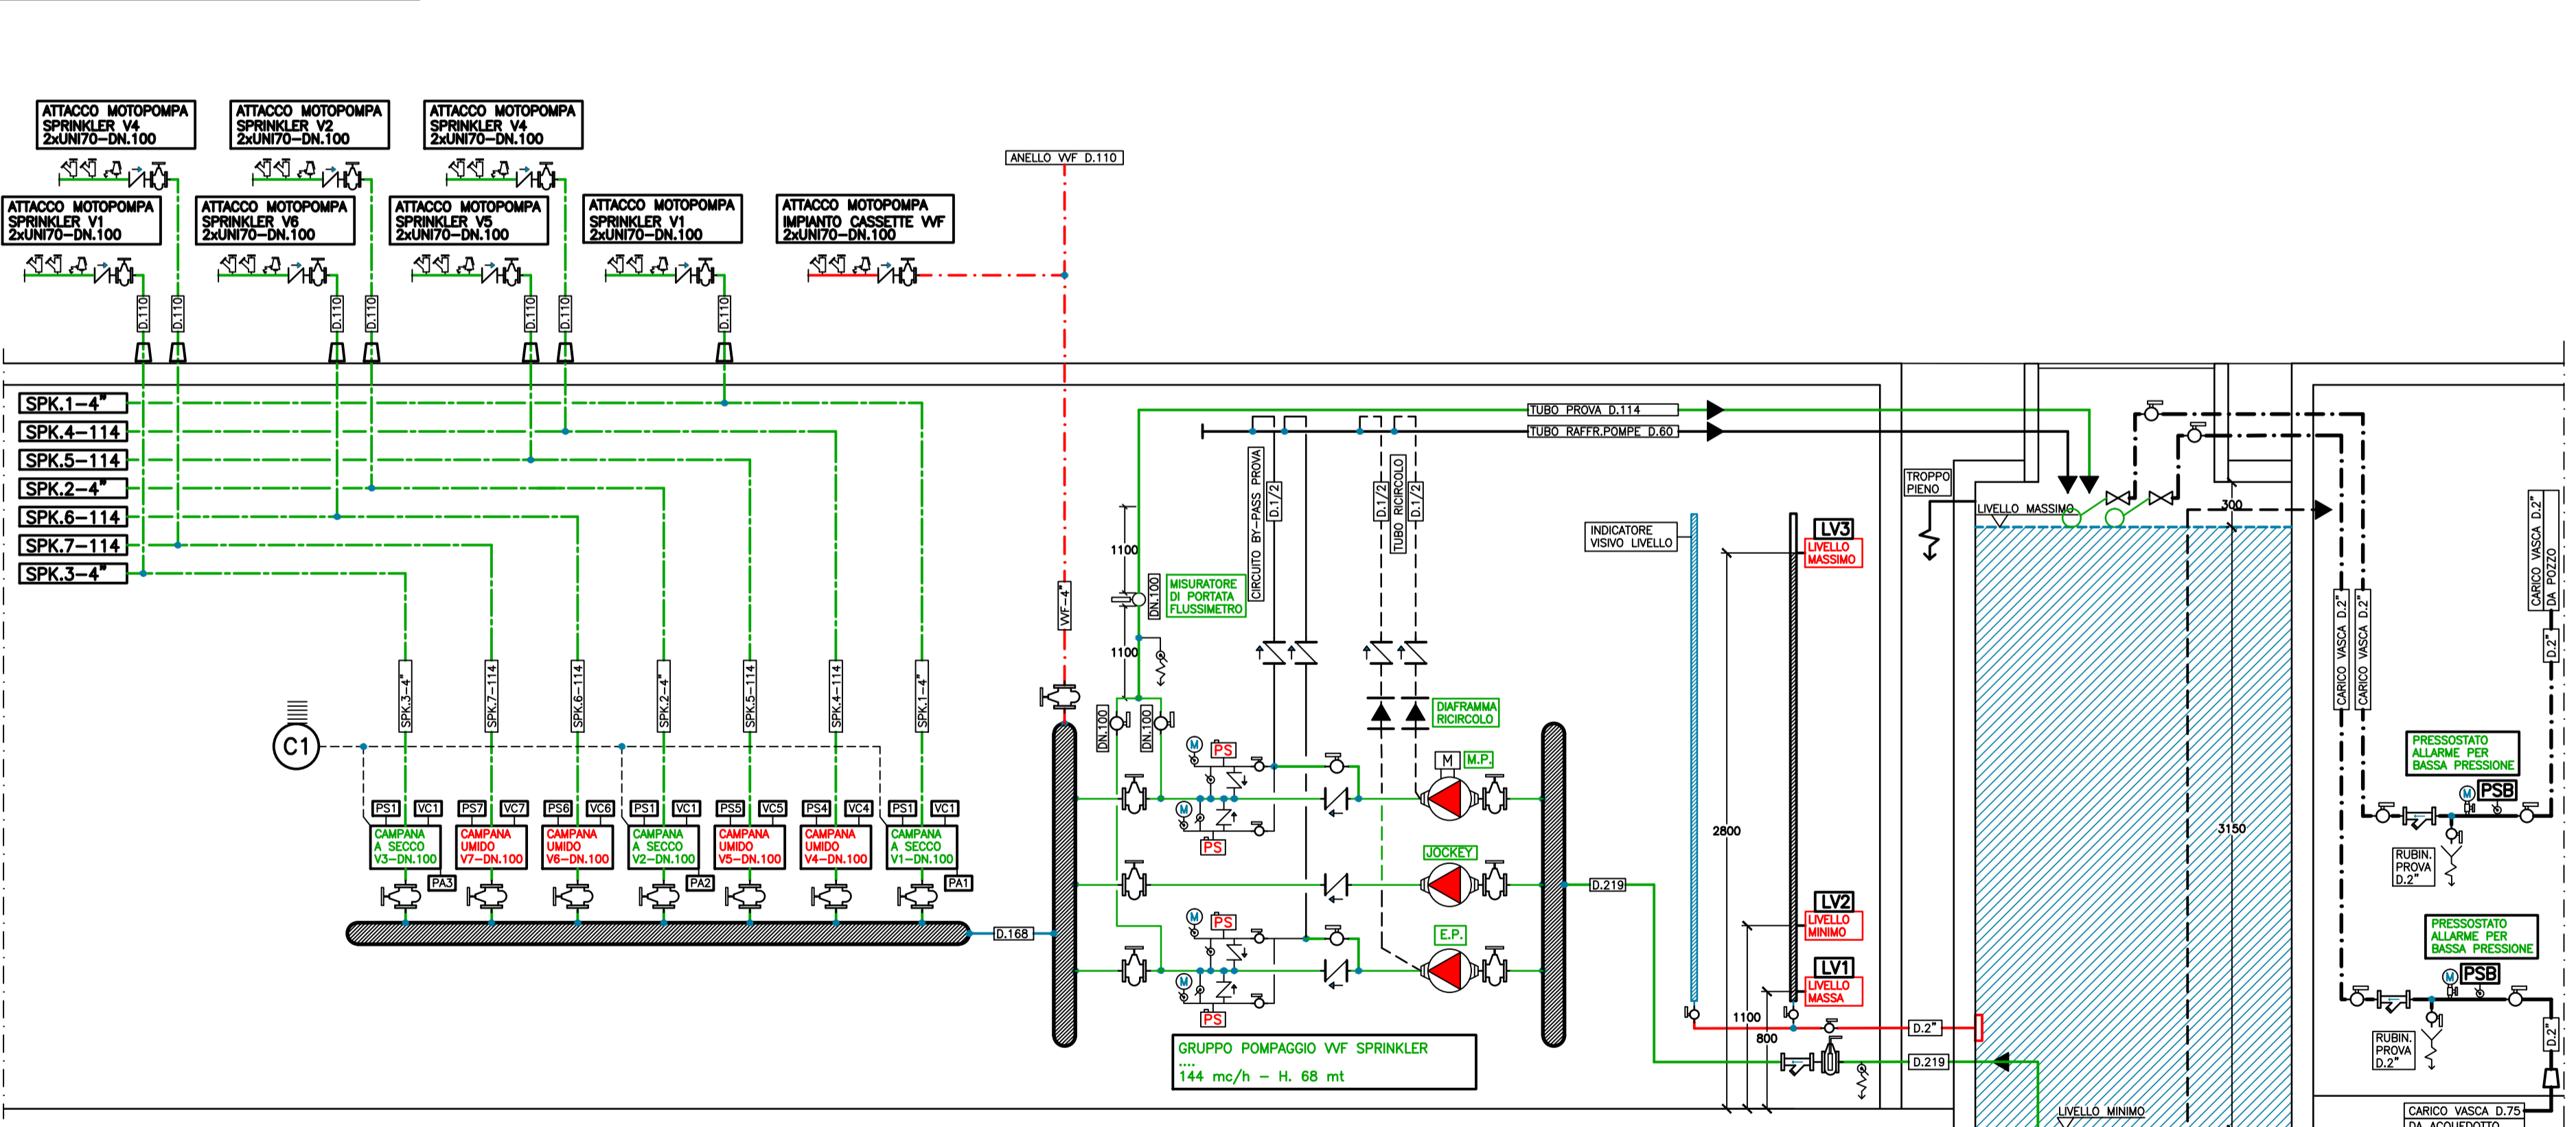 ATTACCO MOTOPOMPA
SPRINKLER V4
2xUNI70-DN.100
ATTACCO MOTOPOMPA
SPRINKLER V2
2xUNI70-DN.100
ATTACCO MOTOPOMPA
SPRINKLER V4
2xUNI70-DN.100
ANELLO VVF D.110
ATTACCO MOTOPOMPA
SPRINKLER V1
2xUNI70-DN.100
ATTACCO MOTOPOMPA
SPRINKLER V6
2xUNI70-DN.100
ATTACCO MOTOPOMPA
SPRINKLER V5
2xUNI70-DN.100
ATTACCO MOTOPOMPA
SPRINKLER V1
2xUNI70-DN.100
ATTACCO MOTOPOMPA
IMPIANTO CASSETTE VVF
2xUNI70-DN.100
D.110
D.110
D.110
D.110
D.110
D.110
D.110
SPK.1-4"
SPK.4-114
SPK.5-114
SPK.2-4"
SPK.6-114
SPK.7-114
SPK.3-4"
TUBO PROVA D.114
TUBO RAFFR.POMPE D.60
CIRCUITO BY-PASS PROVA
D.1/2
D.1/2
TUBO RICIRCOLO
D.1/2
1100
1100
DN.100
MISURATORE
DI PORTATA
FLUSSIMETRO
VVF-4"
INDICATORE
VISIVO LIVELLO
LV3
LIVELLO
MASSIMO
TROPPO
PIENO
LIVELLO MASSIMO
300
CARICO VASCA D.2"
DA POZZO
D.2"
CARICO VASCA D.2"
CARICO VASCA D.2"
SPK.3-4"
SPK.7-114
SPK.6-114
SPK.2-4"
SPK.5-114
SPK.4-114
SPK.1-4"
C1
DN.100
DN.100
DIAFRAMMA
RICIRCOLO
M
PS
M
M.P.
M
PS
PS1
VC1
PS7
VC7
PS6
VC6
PS1
VC1
PS5
VC5
PS4
VC4
PS1
VC1
CAMPANA
A SECCO
V3-DN.100
CAMPANA
UMIDO
V7-DN.100
CAMPANA
UMIDO
V6-DN.100
CAMPANA
A SECCO
V2-DN.100
CAMPANA
UMIDO
V5-DN.100
CAMPANA
UMIDO
V4-DN.100
CAMPANA
A SECCO
V1-DN.100
PA3
PA2
PA1
D.168
JOCKEY
D.219
M
PS
E.P.
M
PS
GRUPPO POMPAGGIO VVF SPRINKLER
....
144 mc/h - H. 68 mt
2800
1100
800
LV2
LIVELLO
MINIMO
LV1
LIVELLO
MASSA
D.2"
D.219
3150
LIVELLO MINIMO
PRESSOSTATO
ALLARME PER
BASSA PRESSIONE
M
PSB
RUBIN.
PROVA
D.2"
PRESSOSTATO
ALLARME PER
BASSA PRESSIONE
M
PSB
RUBIN.
PROVA
D.2"
D.2"
CARICO VASCA D.75
DA ACQUEDOTTO